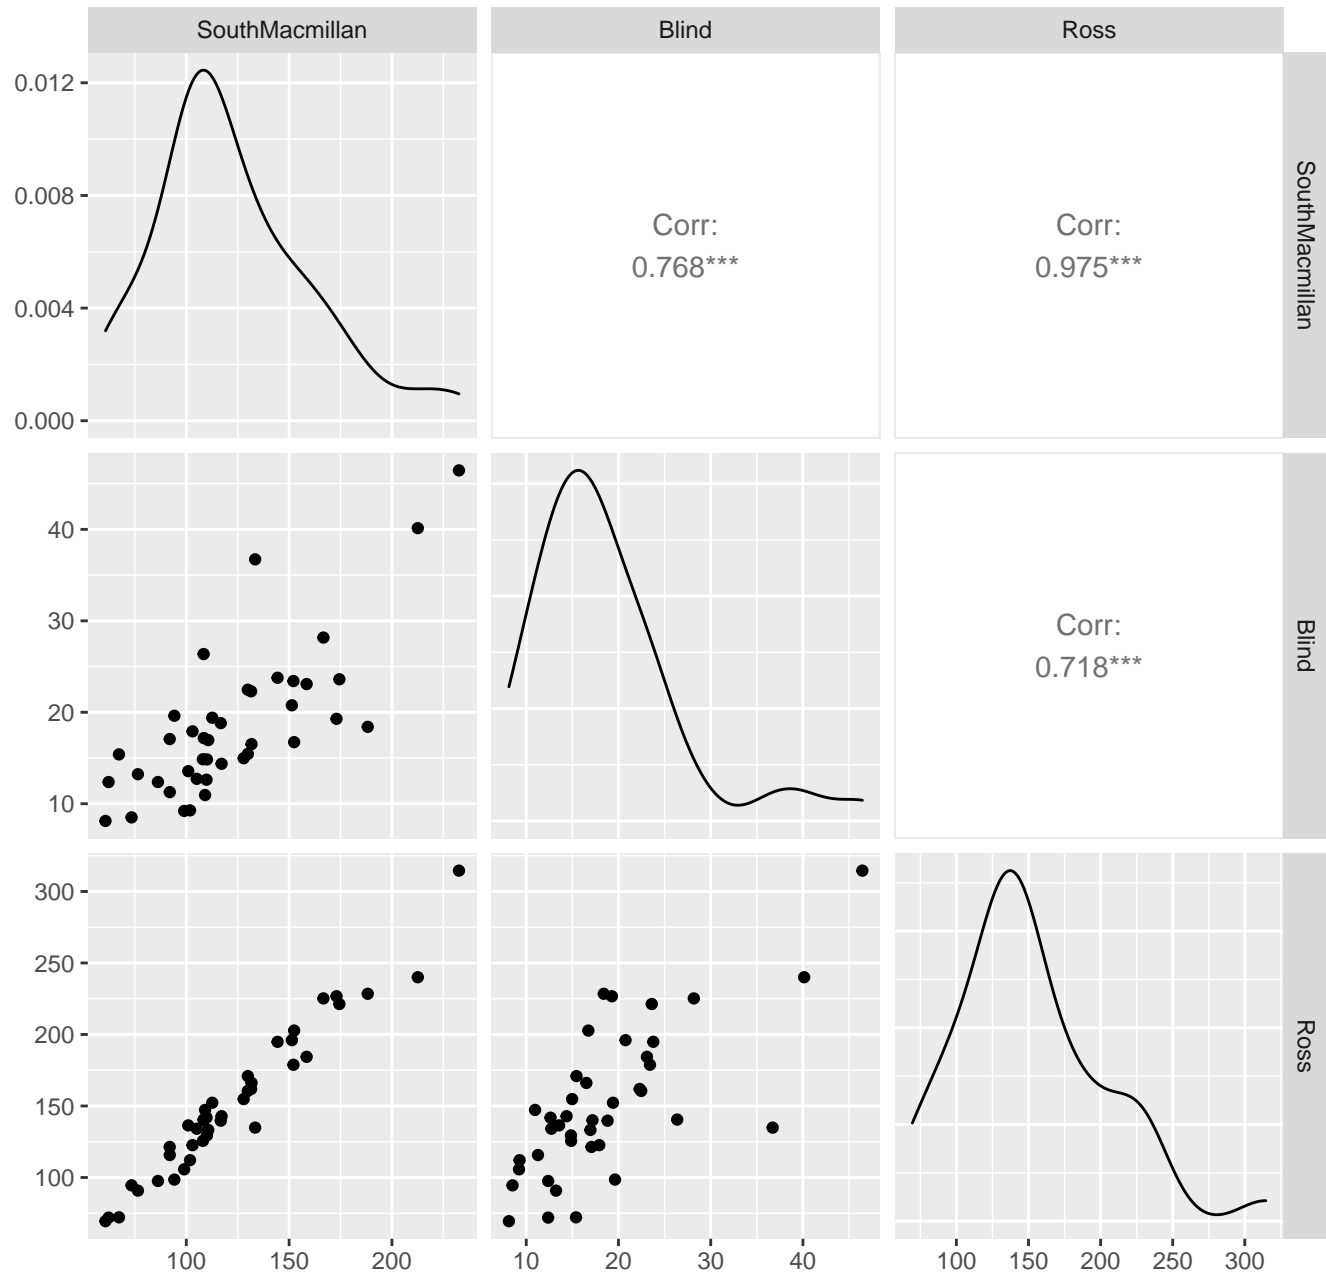 SouthMacmillan Blind Ross
0.012
0.008
0.004
0.000
Corr:
0.768***
Corr:
0.975***
SouthMacmillan
40
30
20
10
Corr:
0.718***
Blind
300
250
200
150
100
Ross
100 150 200
10 20 30 40
100 150 200 250 300